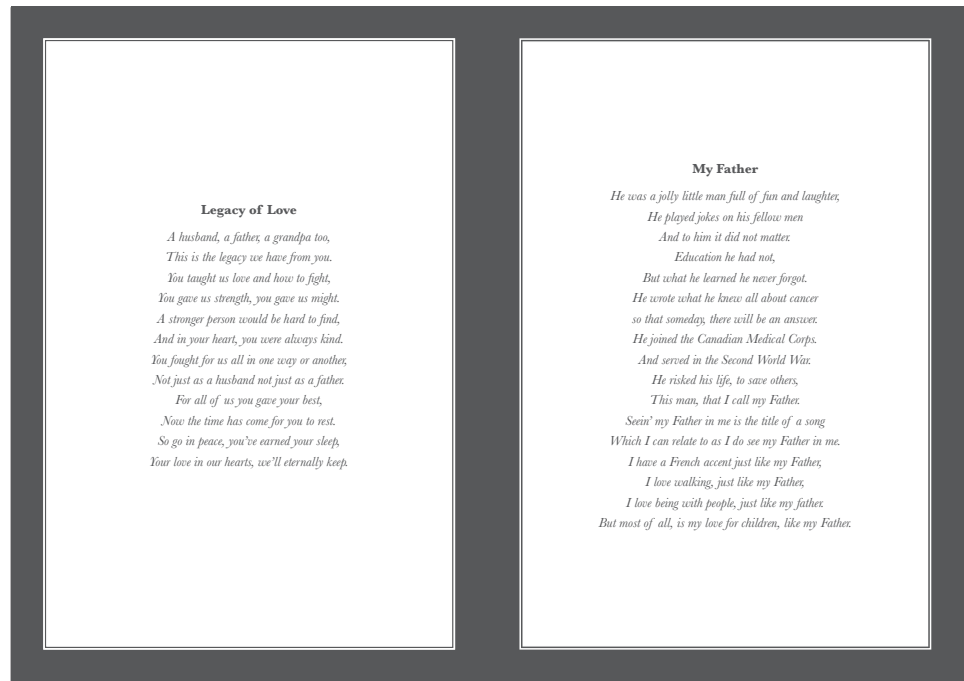 Legacy of Love
A husband, a father, a grandpa too,
This is the legacy we have from you.
You taught us love and how to fight,
You gave us strength, you gave us might.
A stronger person would be hard to find,
And in your heart, you were always kind.
You fought for us all in one way or another,
Not just as a husband not just as a father.
For all of us you gave your best,
Now the time has come for you to rest.
So go in peace, you've earned your sleep,
Your love in our hearts, we'll eternally keep.
My Father
He was a jolly little man full of fun and laughter,
He played jokes on his fellow men
And to him it did not matter.
Education he had not,
But what he learned he never forgot.
He wrote what he knew all about cancer
so that someday, there will be an answer.
He joined the Canadian Medical Corps.
And served in the Second World War.
He risked his life, to save others,
This man, that I call my Father.
Seein' my Father in me is the title of a song
Which I can relate to as I do see my Father in me.
I have a French accent just like my Father,
I love walking, just like my Father,
I love being with people, just like my father.
But most of all, is my love for children, like my Father.